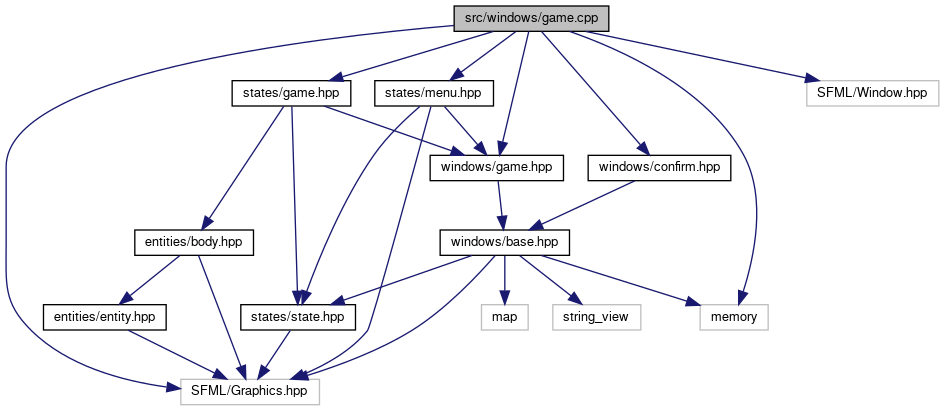 src/windows/game.cpp
states/game.hpp
states/menu.hpp
SFML/Window.hpp
windows/game.hpp
windows/confirm.hpp
entities/body.hpp
windows/base.hpp
entities/entity.hpp
states/state.hpp
map
string_view
memory
SFML/Graphics.hpp